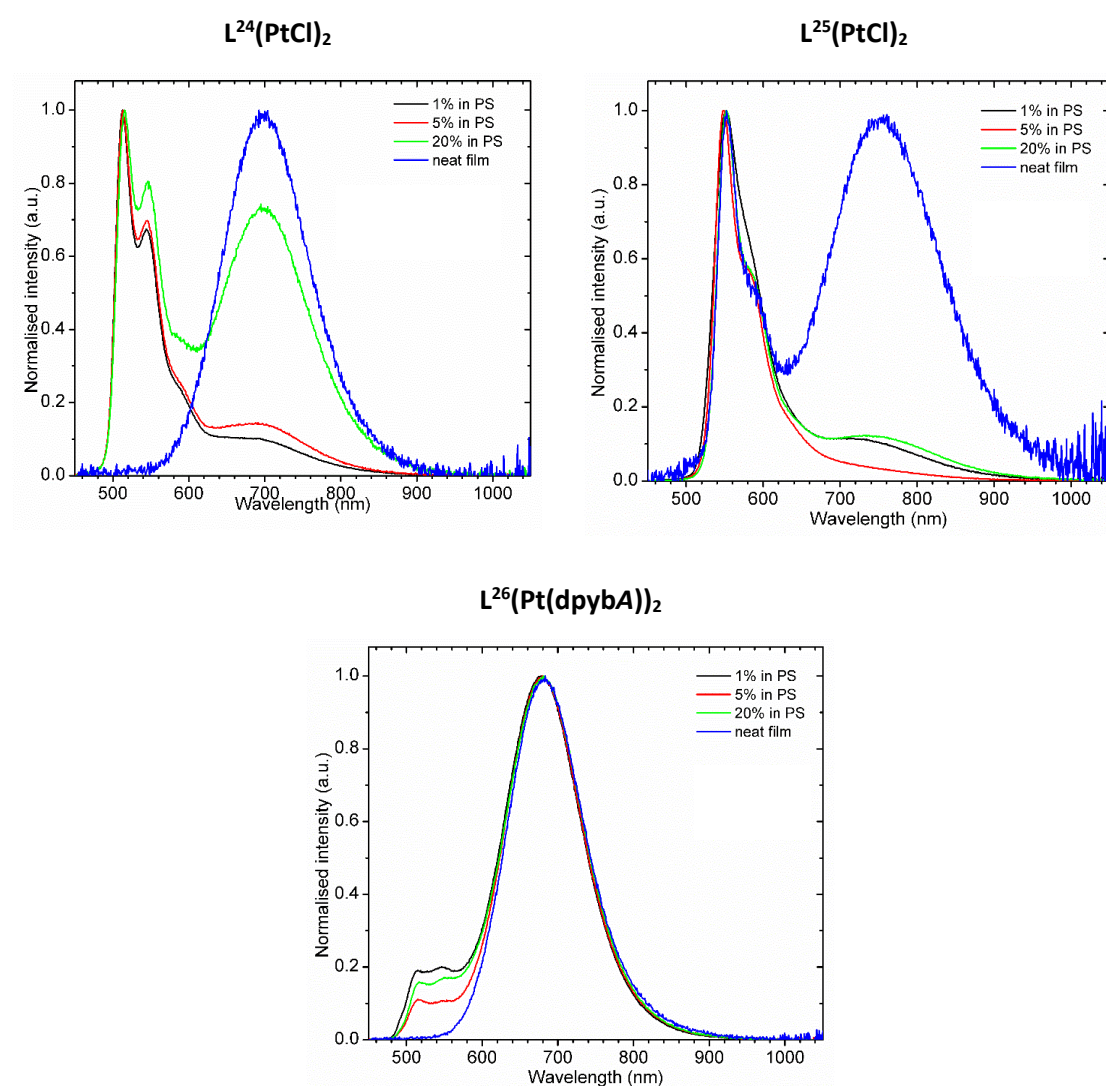 L²⁴(PtCl)₂
1.0
0.8
0.6
0.4
0.2
0.0
Normalised intensity (a.u.)
1% in PS
5% in PS
20% in PS
neat film
500 600 700 800 900 1000
Wavelength (nm)
L²⁵(PtCl)₂
1.0
0.8
0.6
0.4
0.2
0.0
Normalised intensity (a.u.)
1% in PS
5% in PS
20% in PS
neat film
500 600 700 800 900 1000
Wavelength (nm)
L²⁶(Pt(dpybA))₂
1.0
0.8
0.6
0.4
0.2
0.0
Normalised intensity (a.u.)
1% in PS
5% in PS
20% in PS
neat film
500 600 700 800 900 1000
Wavelength (nm)